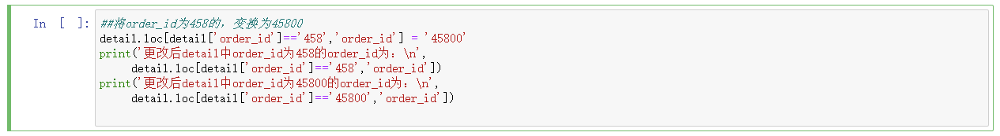 In [ ]: ##将order_id为458的，变换为45800
detail.loc[detail['order_id']=='458','order_id'] = '45800'
print('更改后detail中order_id为458的order_id为：\n',
detail.loc[detail['order_id']=='458','order_id'])
print('更改后detail中order_id为45800的order_id为：\n',
detail.loc[detail['order_id']=='45800','order_id'])